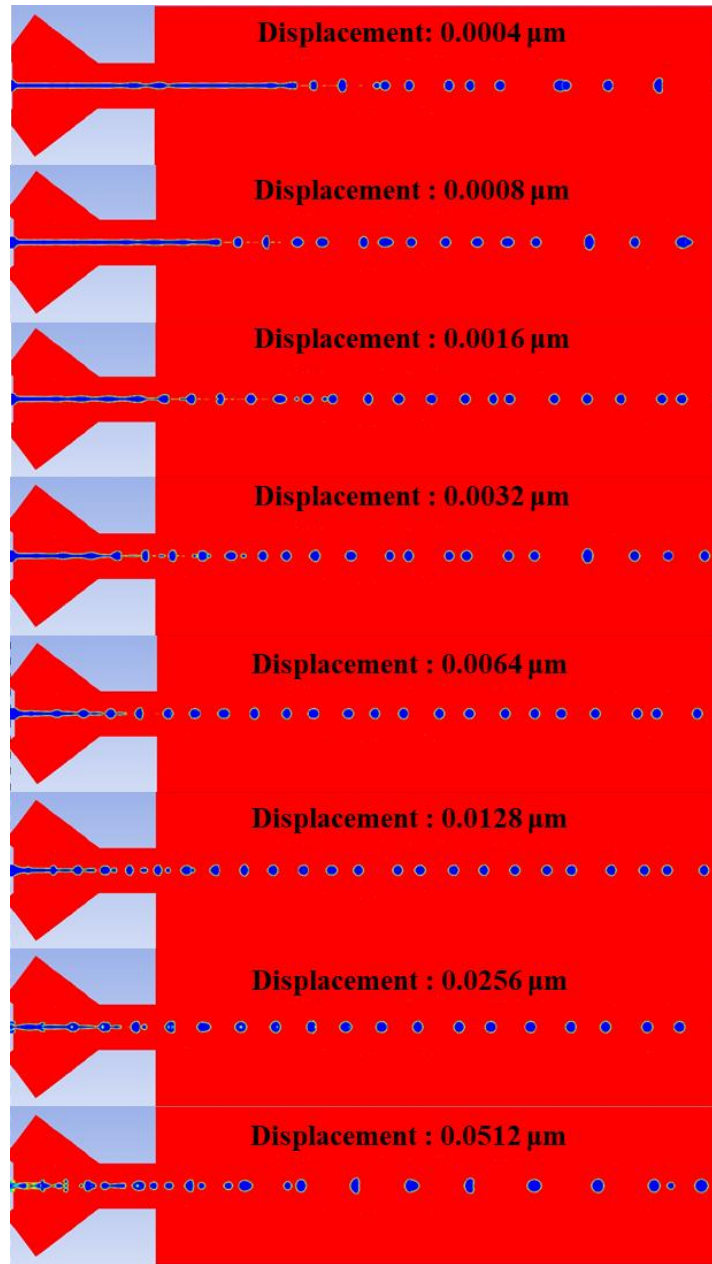 Displacement: 0.0004 μm
Displacement : 0.0008 μm
Displacement : 0.0016 μm
Displacement : 0.0032 μm
Displacement : 0.0064 μm
Displacement : 0.0128 μm
Displacement : 0.0256 μm
Displacement : 0.0512 μm